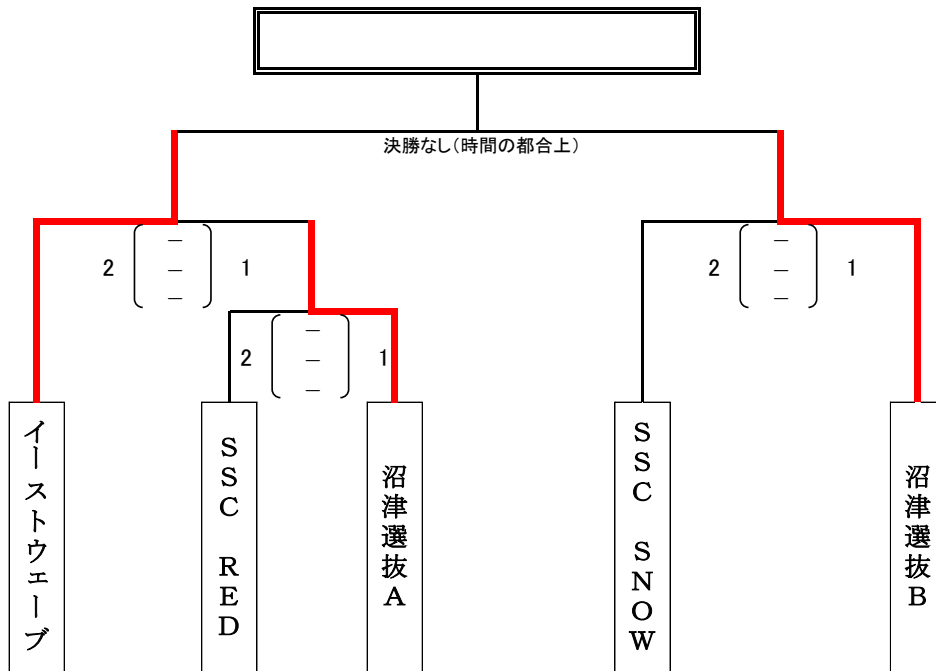 決勝なし(時間の都合上)
2 － 1
－
－
2 － 1
－
－
2 － 1
－
－
イーストウェーブ
SSC RED
沼津選抜A
SSC SNOW
沼津選抜B